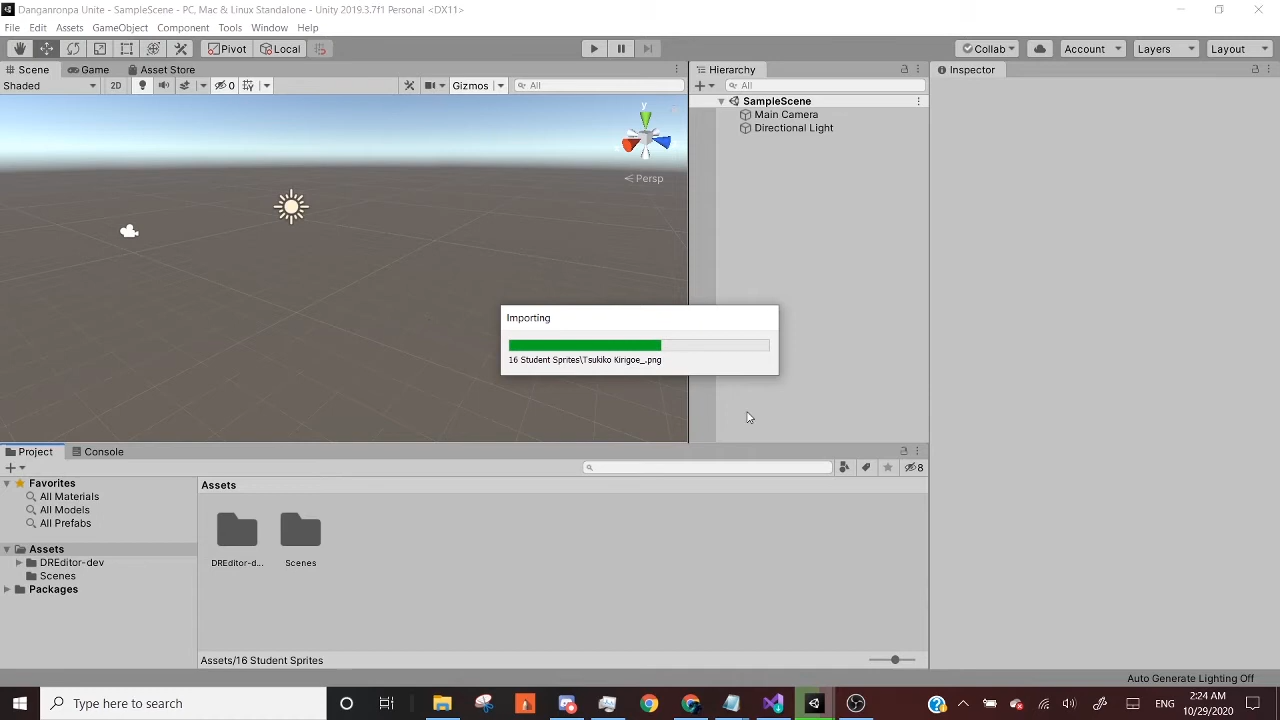 Danganronpa Unite - SampleScene - PC, Mac & Linux Standalone - Unity 2019.3.7f1 Personal <DX11>
File Edit Assets GameObject Component Tools Window Help
Pivot Local Collab Account Layers Layout
Scene Game Asset Store Hierarchy Inspector
Shaded 2D 0 Gizmos All All
SampleScene
Main Camera
Directional Light
y
Persp
Importing
16 Student Sprites\Tsukiko Kirigoe_.png
Project Console
8
Favorites
All Materials
All Models
All Prefabs
Assets
DREditor-dev
Scenes
Packages
Assets
DREditor-d... Scenes
Assets/16 Student Sprites
Auto Generate Lighting Off
Type here to search
ENG
2:24 AM
10/29/2020